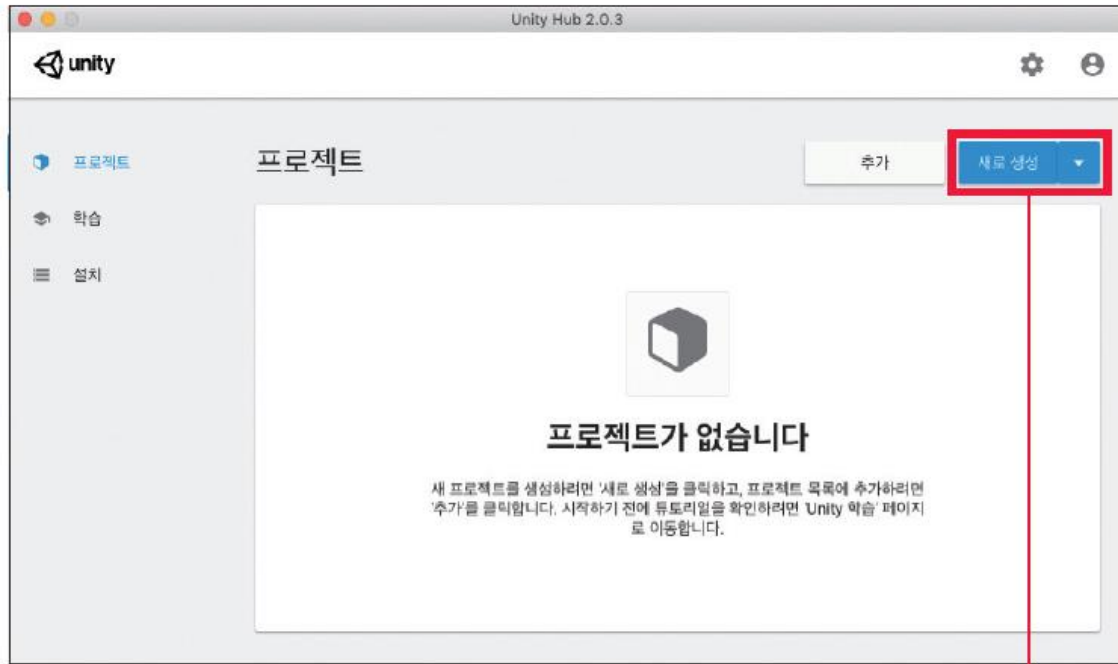 Unity Hub 2.0.3
unity
프로젝트
학습
설치
프로젝트
추가
새로 생성
프로젝트가 없습니다
새 프로젝트를 생성하려면 '새로 생성'을 클릭하고, 프로젝트 목록에 추가하려면
'추가'를 클릭합니다. 시작하기 전에 튜토리얼을 확인하려면 'Unity 학습' 페이지
로 이동합니다.